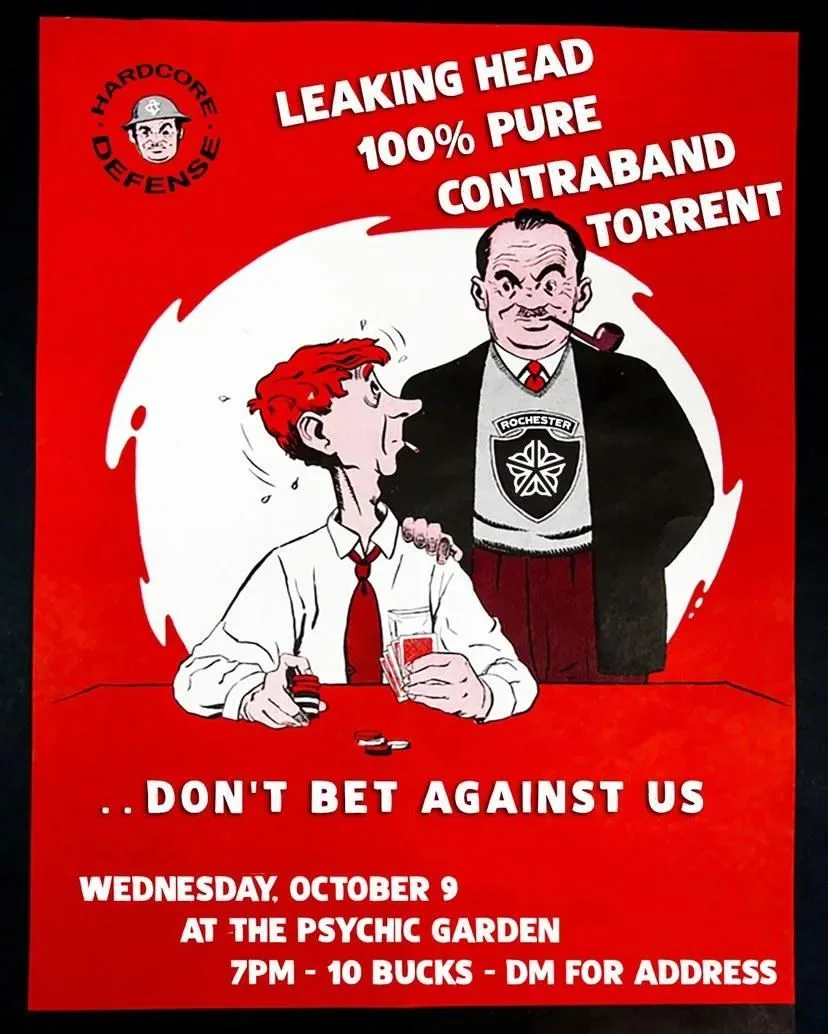 HARDCORE
DEFENSE
LEAKING HEAD
100% PURE
CONTRABAND
TORRENT
ROCHESTER
..DON'T BET AGAINST US
WEDNESDAY, OCTOBER 9
AT THE PSYCHIC GARDEN
7PM - 10 BUCKS - DM FOR ADDRESS